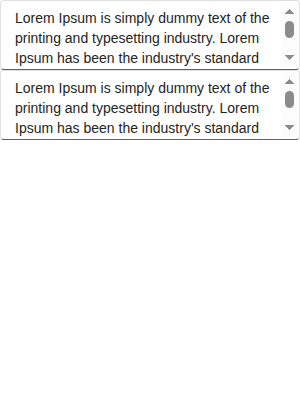 Lorem Ipsum is simply dummy text of the
printing and typesetting industry. Lorem
Ipsum has been the industry's standard
Lorem Ipsum is simply dummy text of the
printing and typesetting industry. Lorem
Ipsum has been the industry's standard